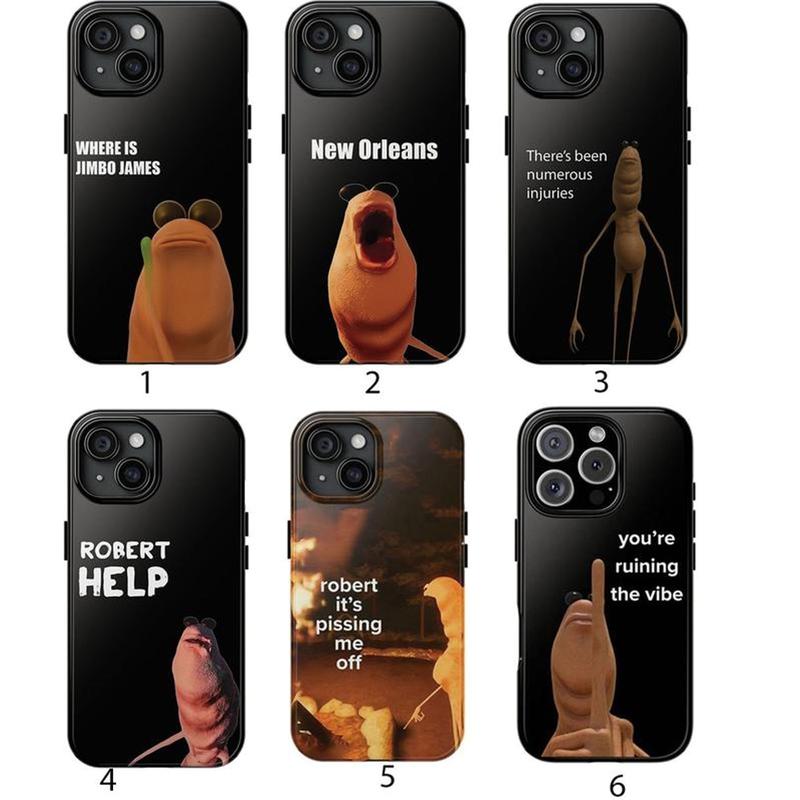 WHERE IS
JIMBO JAMES
New Orleans
There's been
numerous
injuries
1
2
3
ROBERT
HELP
robert
it's
pissing
me
off
you're
ruining
the vibe
4
5
6